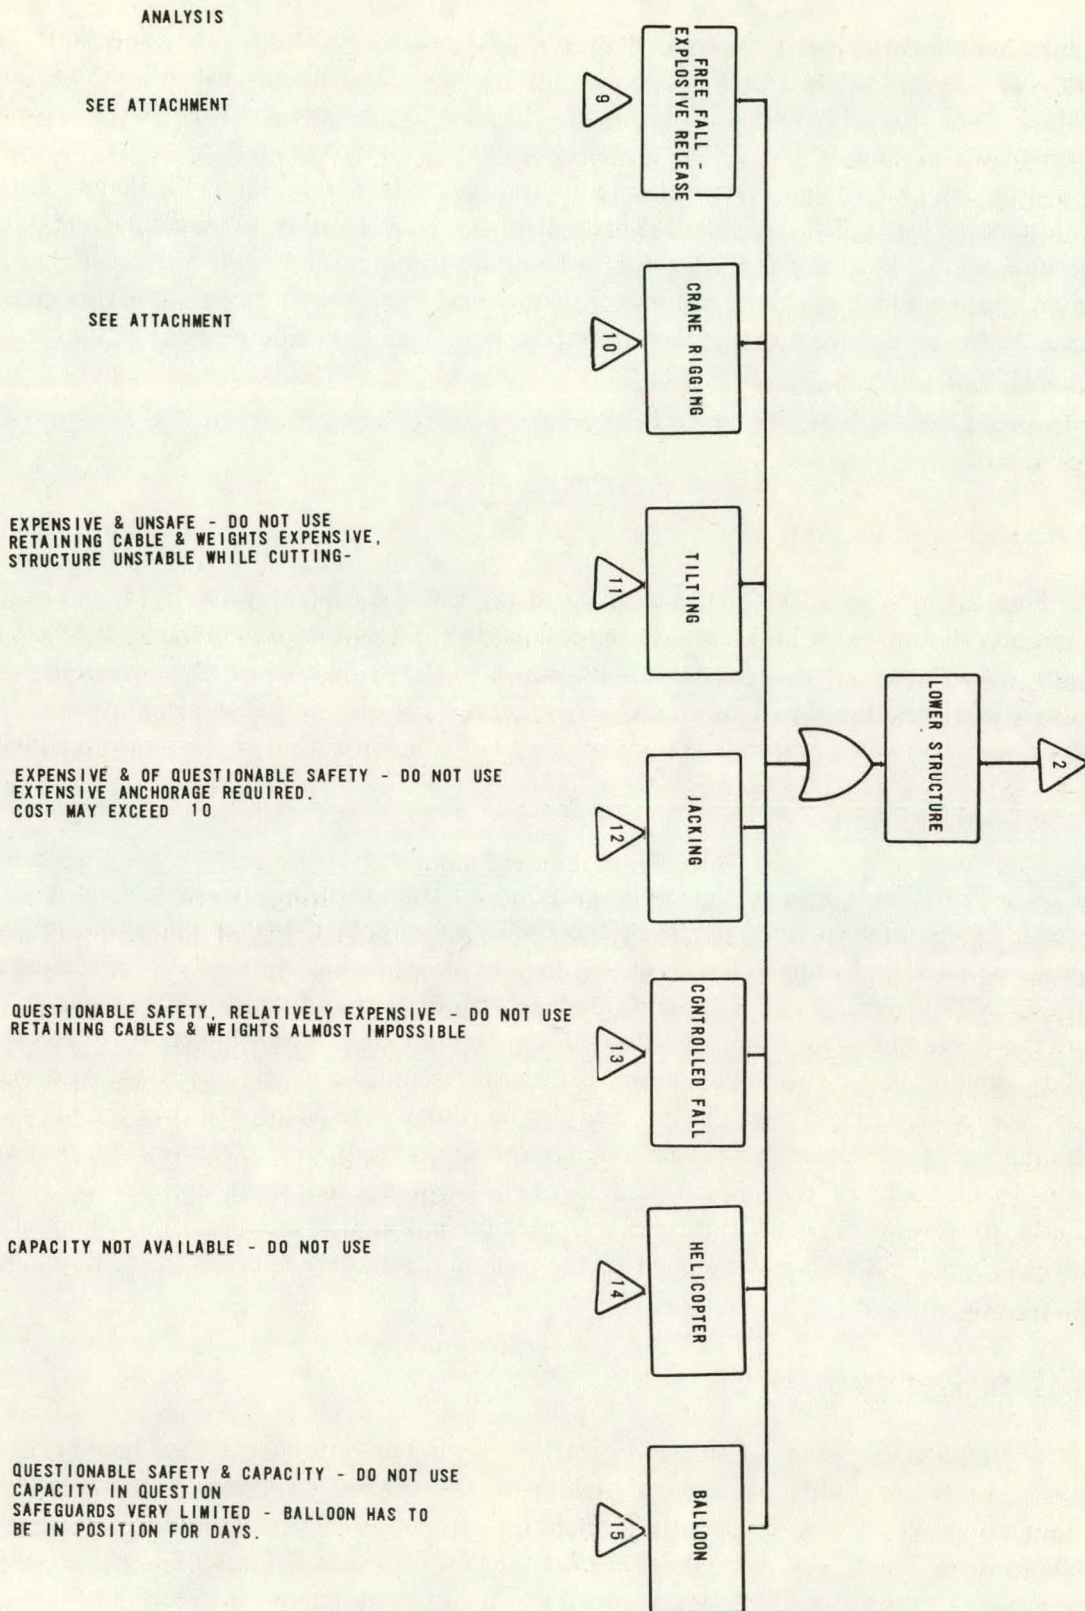 ANALYSIS
FREE FALL -
EXPLOSIVE RELEASE
9
SEE ATTACHMENT
CRANE RIGGING
10
SEE ATTACHMENT
TILTING
11
EXPENSIVE & UNSAFE - DO NOT USE
RETAINING CABLE & WEIGHTS EXPENSIVE,
STRUCTURE UNSTABLE WHILE CUTTING-
LOWER STRUCTURE
2
JACKING
12
EXPENSIVE & OF QUESTIONABLE SAFETY - DO NOT USE
EXTENSIVE ANCHORAGE REQUIRED.
COST MAY EXCEED 10
CONTROLLED FALL
13
QUESTIONABLE SAFETY, RELATIVELY EXPENSIVE - DO NOT USE
RETAINING CABLES & WEIGHTS ALMOST IMPOSSIBLE
HELICOPTER
14
CAPACITY NOT AVAILABLE - DO NOT USE
BALLOON
15
QUESTIONABLE SAFETY & CAPACITY - DO NOT USE
CAPACITY IN QUESTION
SAFEGUARDS VERY LIMITED - BALLOON HAS TO
BE IN POSITION FOR DAYS.